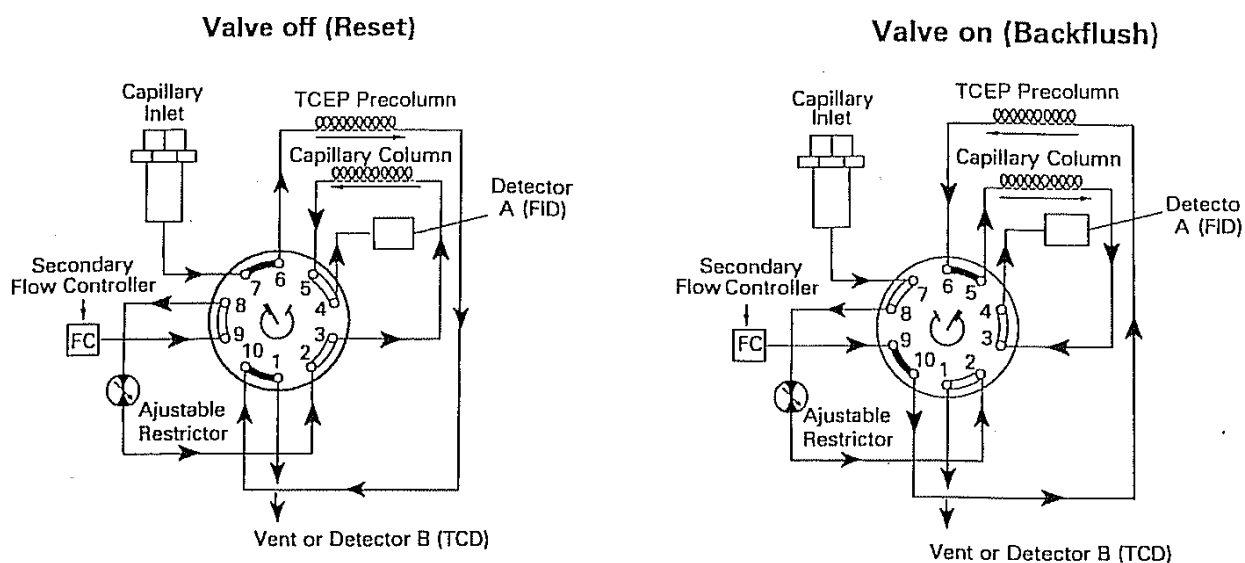 Valve off (Reset)
Capillary
Inlet
TCEP Precolumn
Capillary Column
Detector
A (FID)
Secondary
Flow Controller
FC
6
7
5
8
4
9
3
10
1
2
Ajustable
Restrictor
Vent or Detector B (TCD)
Valve on (Backflush)
Capillary
Inlet
TCEP Precolumn
Capillary Column
Detecto
A (FID)
Secondary
Flow Controller
FC
6
7
5
8
4
9
3
10
1
2
Ajustable
Restrictor
Vent or Detector B (TCD)